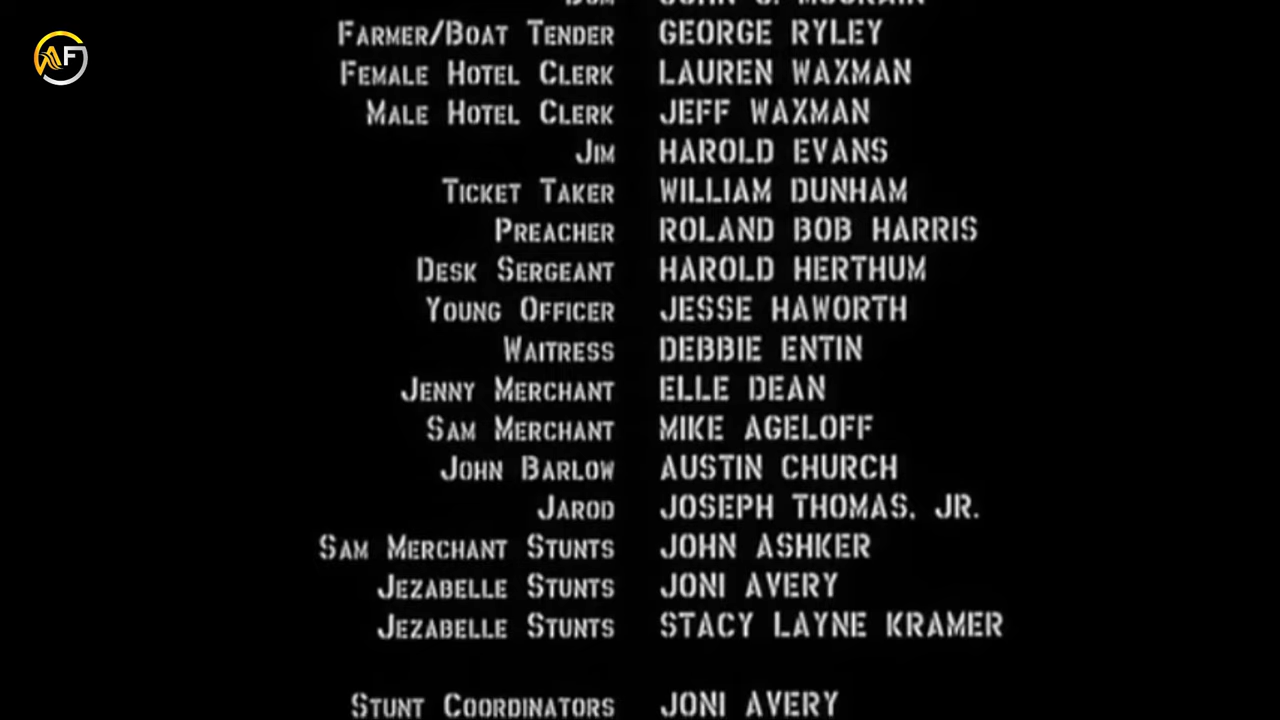 AF
FARMER/BOAT TENDER GEORGE RYLEY
FEMALE HOTEL CLERK LAUREN WAXMAN
MALE HOTEL CLERK JEFF WAXMAN
JIM HAROLD EVANS
TICKET TAKER WILLIAM DUNHAM
PREACHER ROLAND BOB HARRIS
DESK SERGEANT HAROLD HERTHUM
YOUNG OFFICER JESSE HAWORTH
WAITRESS DEBBIE ENTIN
JENNY MERCHANT ELLE DEAN
SAM MERCHANT MIKE AGELOFF
JOHN BARLOW AUSTIN CHURCH
JAROD JOSEPH THOMAS, JR.
SAM MERCHANT STUNTS JOHN ASHKER
JEZABELLE STUNTS JONI AVERY
JEZABELLE STUNTS STACY LAYNE KRAMER
STUNT COORDINATORS JONI AVERY